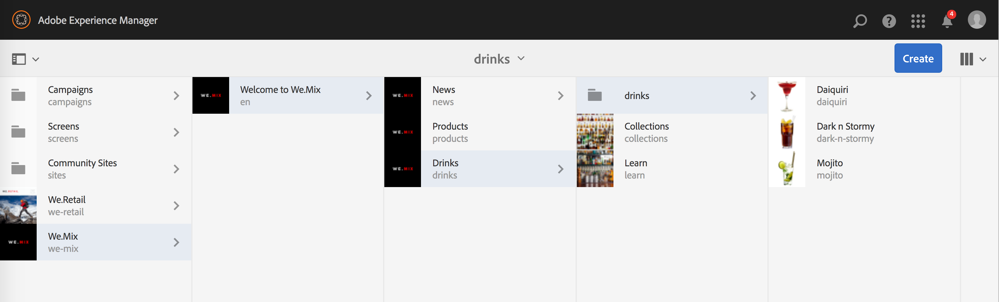 Adobe Experience Manager
4
drinks
Create
Campaigns
campaigns
Screens
screens
Community Sites
sites
WE.RETAIL
We.Retail
we-retail
WE.MIX
We.Mix
we-mix
WE.MIX
Welcome to We.Mix
en
WE.MIX
News
news
WE.MIX
Products
products
WE.MIX
Drinks
drinks
drinks
Collections
collections
Learn
learn
Daiquiri
daiquiri
Dark n Stormy
dark-n-stormy
Mojito
mojito